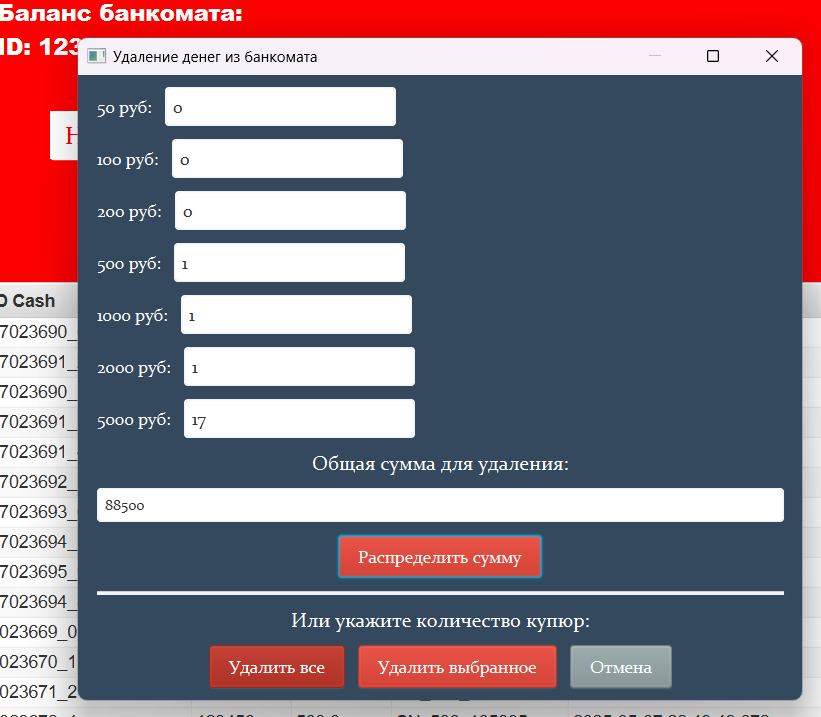 Баланс банкомата:
ID: 123
Удаление денег из банкомата
50 руб: 0
Н
100 руб: 0
200 руб: 0
500 руб: 1
Cash
1000 руб: 1
7023690_
2000 руб: 1
7023691_
7023690_
5000 руб: 17
7023691_
7023691_
Общая сумма для удаления:
7023692_
88500
7023693_
7023694_
Распределить сумму
7023695_
7023694_
Или укажите количество купюр:
023669_0
023670_1
Удалить все Удалить выбранное Отмена
023671_2